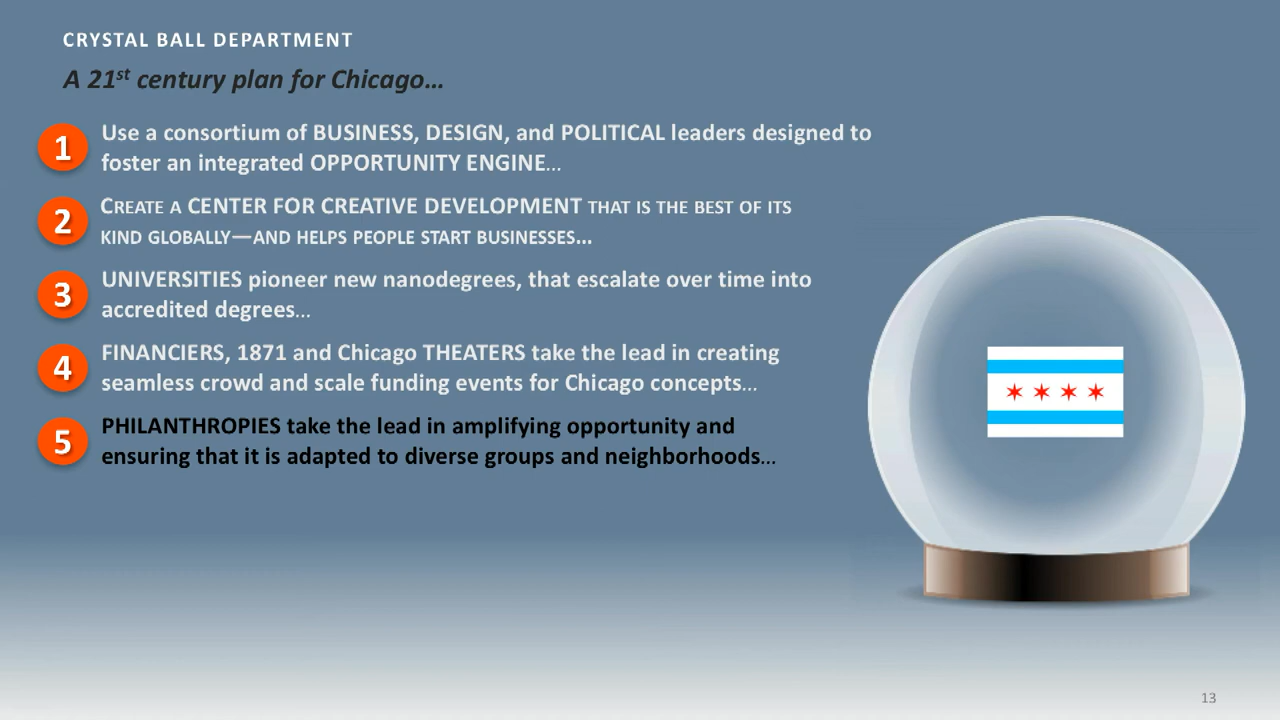 CRYSTAL BALL DEPARTMENT
A 21st century plan for Chicago…
1 Use a consortium of BUSINESS, DESIGN, and POLITICAL leaders designed to
foster an integrated OPPORTUNITY ENGINE…
2 CREATE A CENTER FOR CREATIVE DEVELOPMENT THAT IS THE BEST OF ITS
KIND GLOBALLY—AND HELPS PEOPLE START BUSINESSES…
3 UNIVERSITIES pioneer new nanodegrees, that escalate over time into
accredited degrees…
4 FINANCIERS, 1871 and Chicago THEATERS take the lead in creating
seamless crowd and scale funding events for Chicago concepts…
5 PHILANTHROPIES take the lead in amplifying opportunity and
ensuring that it is adapted to diverse groups and neighborhoods…
13